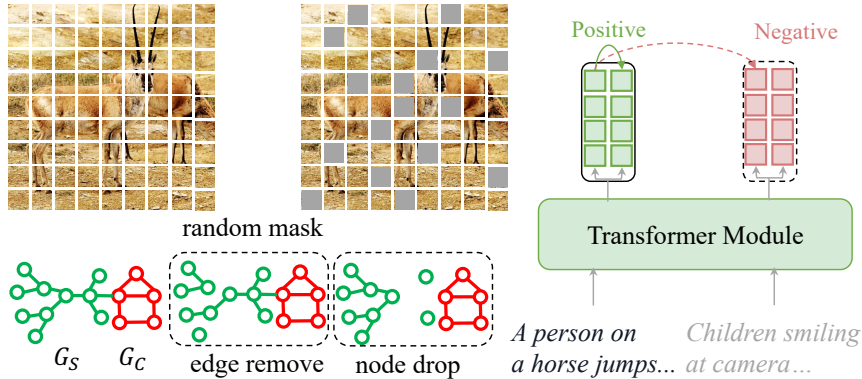 Positive
Negative
random mask
Transformer Module
G_S
G_C
edge remove
node drop
A person on
a horse jumps...
Children smiling
at camera...